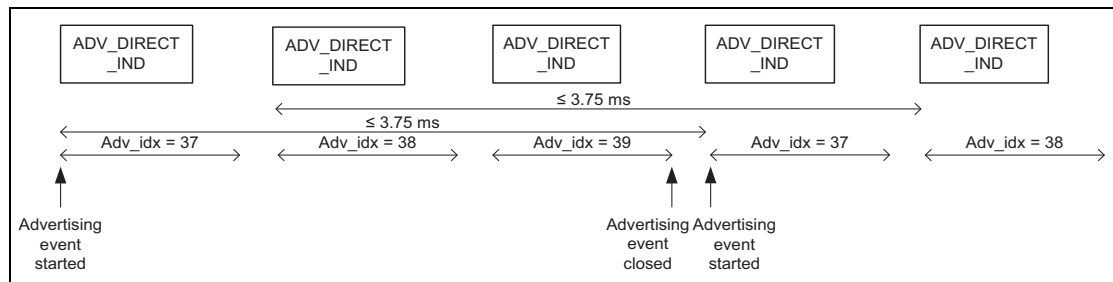 ADV_DIRECT
_IND
ADV_DIRECT
_IND
ADV_DIRECT
_IND
ADV_DIRECT
_IND
ADV_DIRECT
_IND
≤ 3.75 ms
≤ 3.75 ms
Adv_idx = 37
Adv_idx = 38
Adv_idx = 39
Adv_idx = 37
Adv_idx = 38
Advertising
event
started
Advertising
event
closed
Advertising
event
started